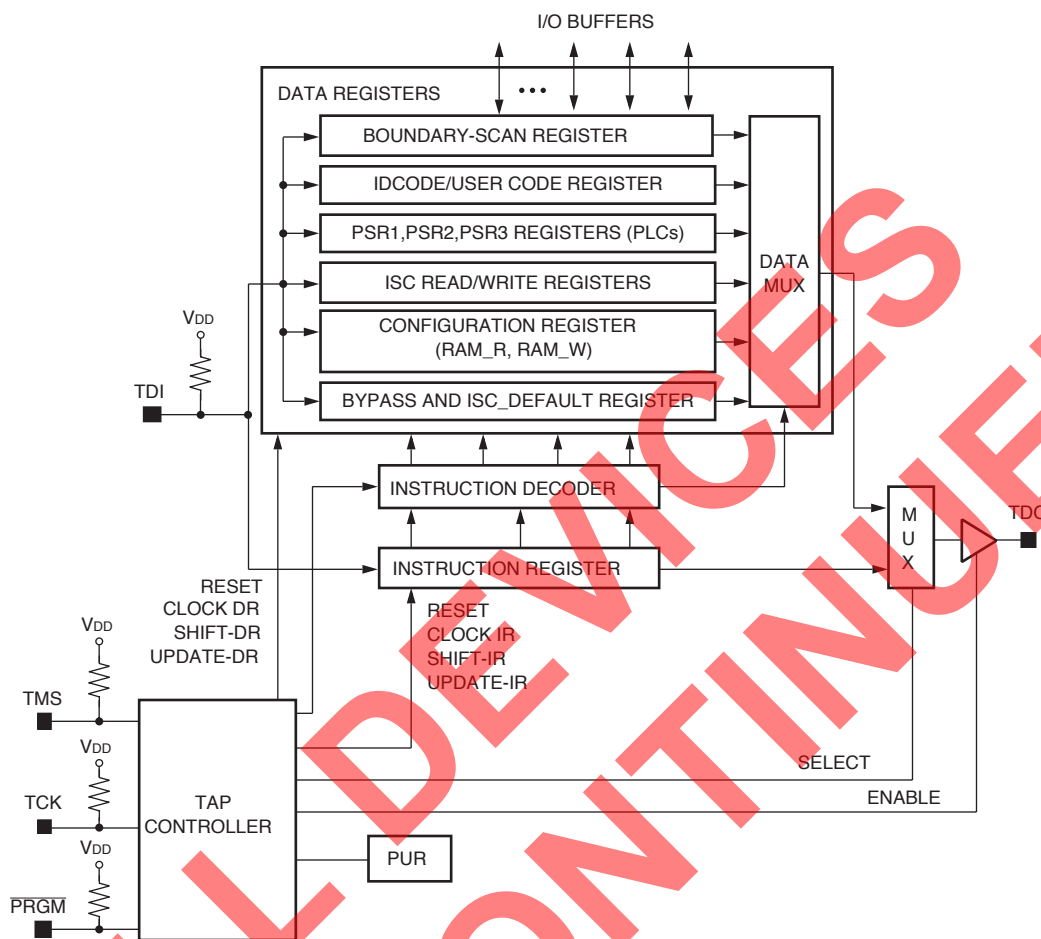 I/O BUFFERS
DATA REGISTERS
•••
BOUNDARY-SCAN REGISTER
IDCODE/USER CODE REGISTER
PSR1,PSR2,PSR3 REGISTERS (PLCs)
ISC READ/WRITE REGISTERS
CONFIGURATION REGISTER
(RAM_R, RAM_W)
BYPASS AND ISC_DEFAULT REGISTER
DATA
MUX
VDD
TDI
INSTRUCTION DECODER
INSTRUCTION REGISTER
M
U
X
TDO
RESET
CLOCK DR
SHIFT-DR
UPDATE-DR
RESET
CLOCK IR
SHIFT-IR
UPDATE-IR
VDD
TMS
VDD
TCK
VDD
PRGM
TAP
CONTROLLER
PUR
SELECT
ENABLE
L DEVICES
ONTINUE